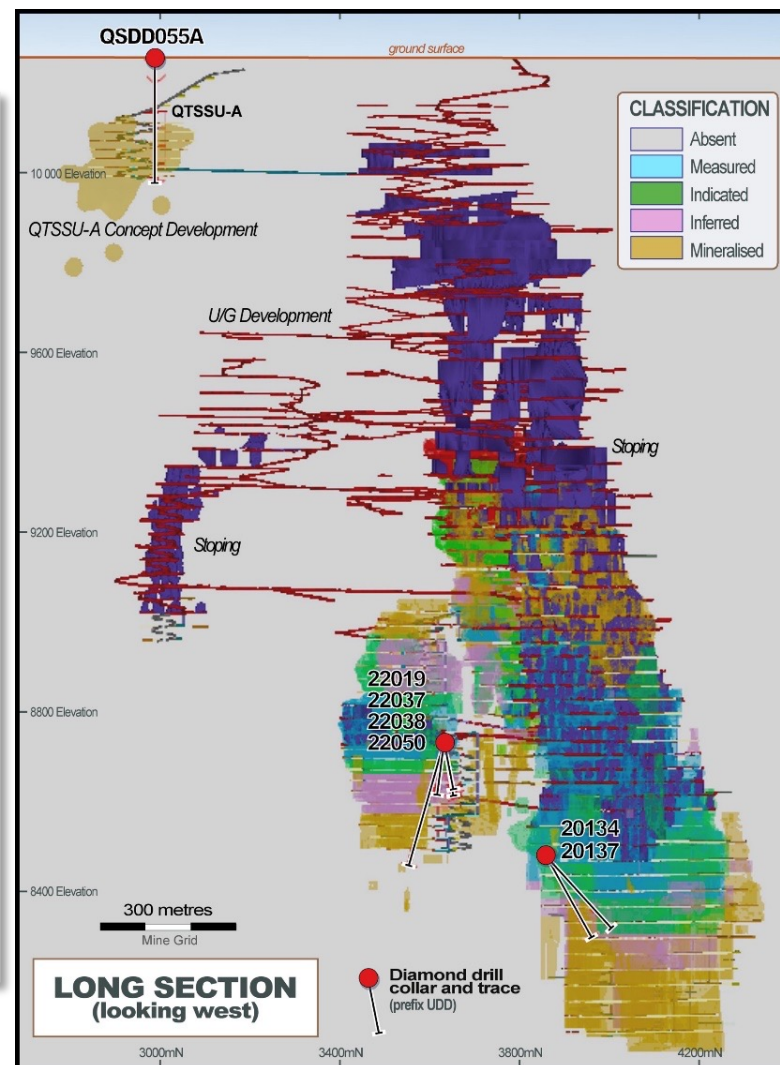 QSDD055A
ground surface
QTSSU-A
CLASSIFICATION
Absent
Measured
Indicated
Inferred
Mineralised
10 000 Elevation
QTSSU-A Concept Development
U/G Development
9600 Elevation
Stoping
9200 Elevation
Stoping
22019
22037
22038
22050
8800 Elevation
20134
20137
8400 Elevation
300 metres
Mine Grid
LONG SECTION
(looking west)
Diamond drill
collar and trace
(prefix UDD)
3000mN
3400mN
3800mN
4200mN